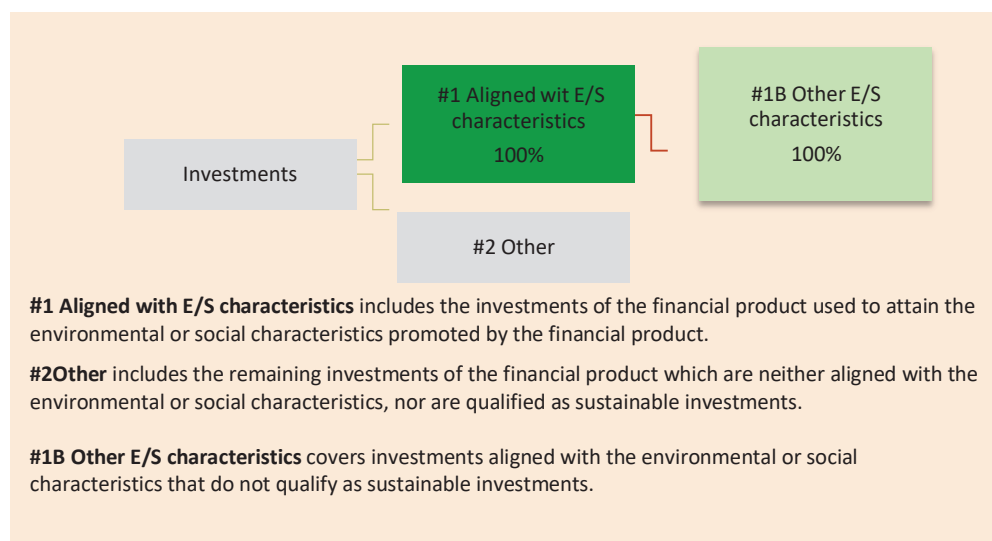 #1 Aligned wit E/S
characteristics
100%
#1B Other E/S
characteristics
100%
Investments
#2 Other
#1 Aligned with E/S characteristics includes the investments of the financial product used to attain the
environmental or social characteristics promoted by the financial product.
#2Other includes the remaining investments of the financial product which are neither aligned with the
environmental or social characteristics, nor are qualified as sustainable investments.
#1B Other E/S characteristics covers investments aligned with the environmental or social
characteristics that do not qualify as sustainable investments.